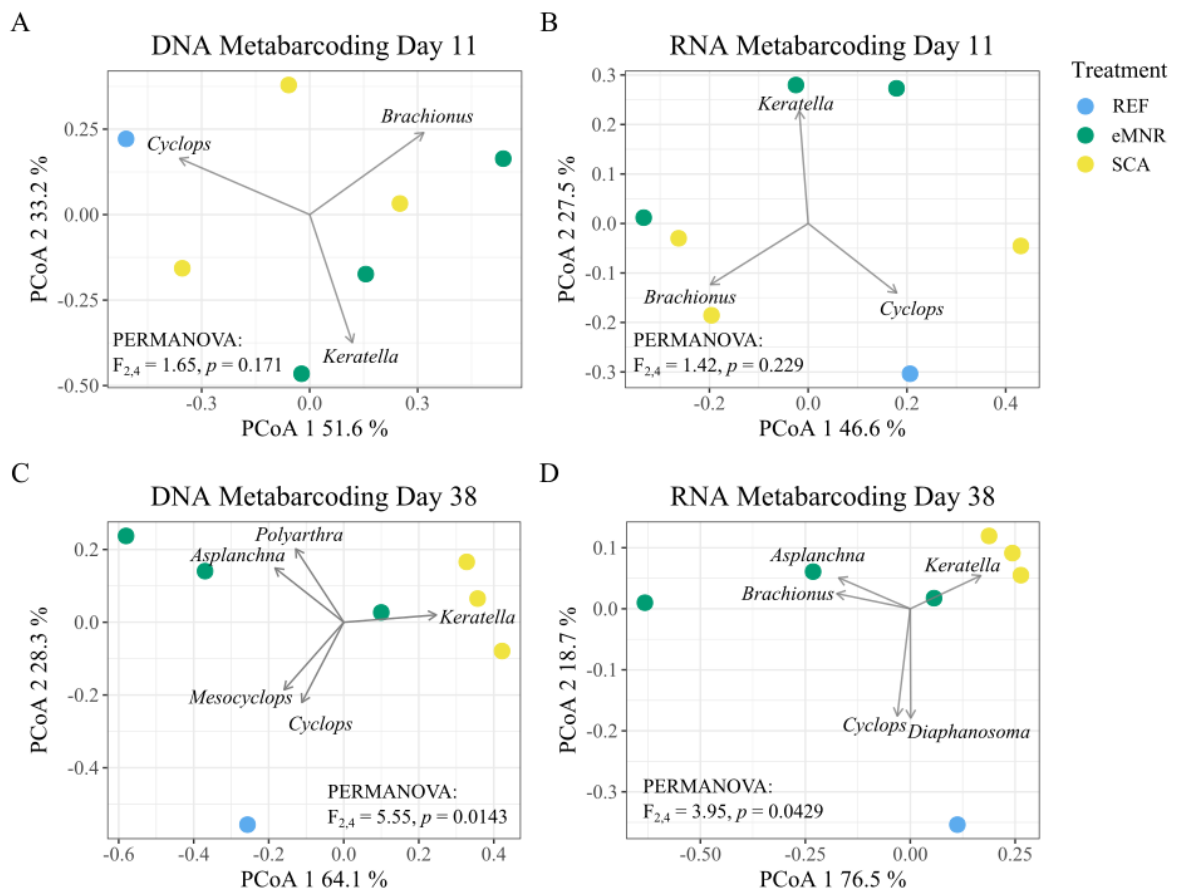 A
DNA Metabarcoding Day 11
PCoA 2 33.2 %
0.25
0.00
-0.25
-0.50
Brachionus
Cyclops
Keratella
PERMANOVA:
F2,4 = 1.65, p = 0.171
-0.3
0.0
0.3
PCoA 1 51.6 %
B
RNA Metabarcoding Day 11
PCoA 2 27.5 %
0.3
0.2
0.1
0.0
-0.1
-0.2
-0.3
Keratella
Brachionus
Cyclops
PERMANOVA:
F2,4 = 1.42, p = 0.229
-0.2
0.0
0.2
0.4
PCoA 1 46.6 %
Treatment
REF
eMNR
SCA
C
DNA Metabarcoding Day 38
PCoA 2 28.3 %
0.2
0.0
-0.2
-0.4
Polyarthra
Asplanchna
Keratella
Mesocyclops
Cyclops
PERMANOVA:
F2,4 = 5.55, p = 0.0143
-0.6
-0.4
-0.2
0.0
0.2
0.4
PCoA 1 64.1 %
D
RNA Metabarcoding Day 38
PCoA 2 18.7 %
0.1
0.0
-0.1
-0.2
-0.3
Asplanchna
Keratella
Brachionus
Cyclops
Diaphanosoma
PERMANOVA:
F2,4 = 3.95, p = 0.0429
-0.50
-0.25
0.00
0.25
PCoA 1 76.5 %